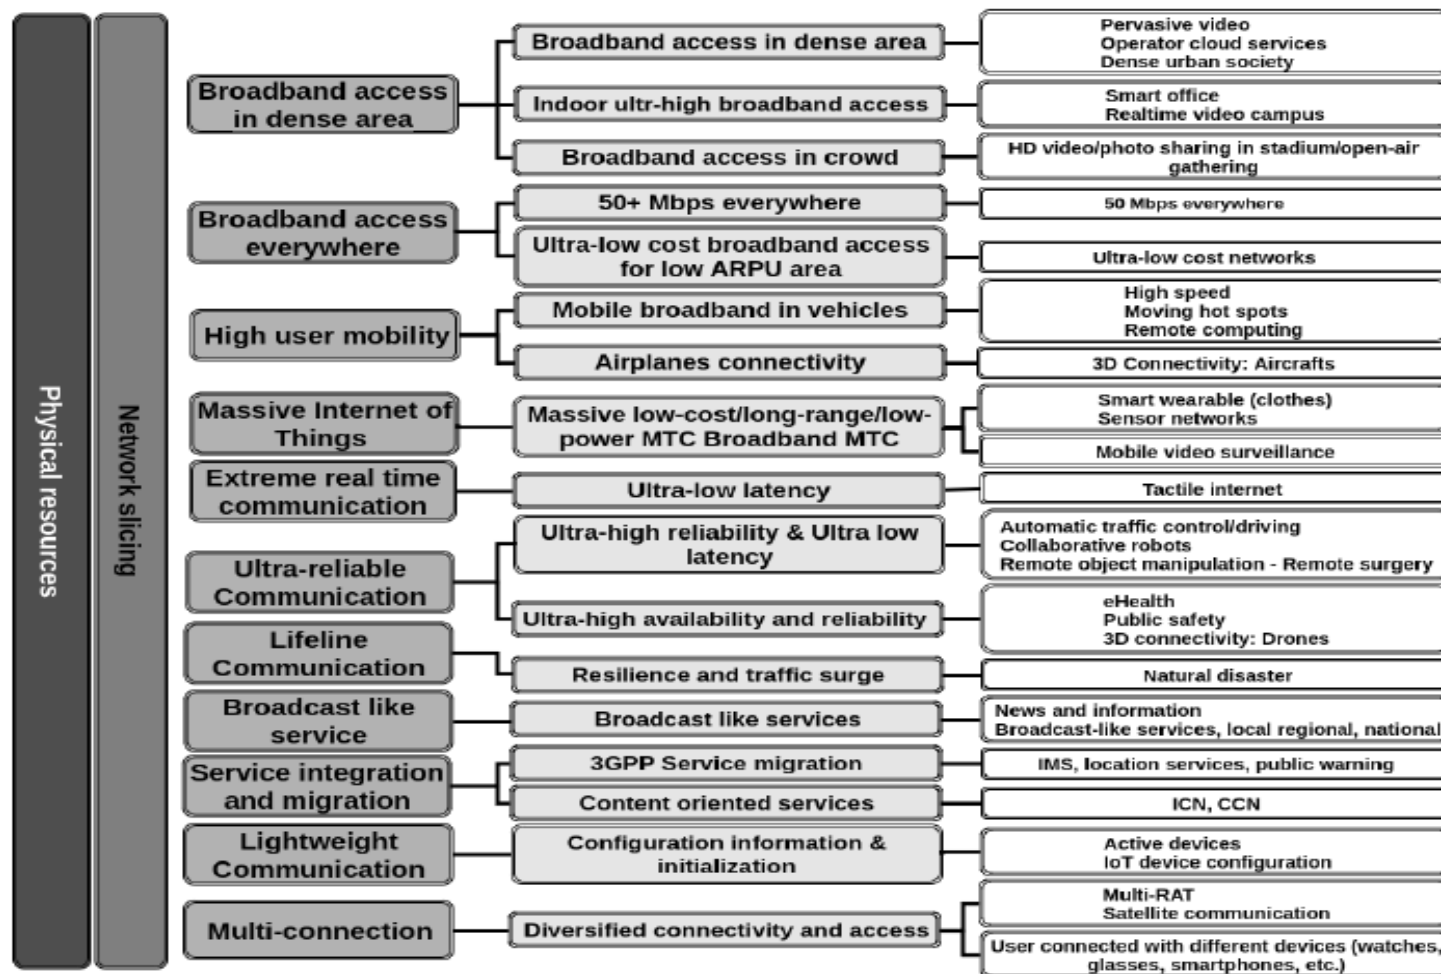 Physical resources
Network slicing
Broadband access
in dense area
Broadband access in dense area
Pervasive video
Operator cloud services
Dense urban society
Indoor ultr-high broadband access
Smart office
Realtime video campus
Broadband access in crowd
HD video/photo sharing in stadium/open-air
gathering
Broadband access
everywhere
50+ Mbps everywhere
50 Mbps everywhere
Ultra-low cost broadband access
for low ARPU area
Ultra-low cost networks
High user mobility
Mobile broadband in vehicles
High speed
Moving hot spots
Remote computing
Airplanes connectivity
3D Connectivity: Aircrafts
Massive Internet of
Things
Massive low-cost/long-range/low-
power MTC Broadband MTC
Smart wearable (clothes)
Sensor networks
Mobile video surveillance
Extreme real time
communication
Ultra-low latency
Tactile internet
Ultra-reliable
Communication
Ultra-high reliability & Ultra low
latency
Automatic traffic control/driving
Collaborative robots
Remote object manipulation - Remote surgery
Ultra-high availability and reliability
eHealth
Public safety
3D connectivity: Drones
Lifeline
Communication
Resilience and traffic surge
Natural disaster
Broadcast like
service
Broadcast like services
News and information
Broadcast-like services, local regional, national
Service integration
and migration
3GPP Service migration
IMS, location services, public warning
Content oriented services
ICN, CCN
Lightweight
Communication
Configuration information &
initialization
Active devices
IoT device configuration
Multi-connection
Diversified connectivity and access
Multi-RAT
Satellite communication
User connected with different devices (watches,
glasses, smartphones, etc.)